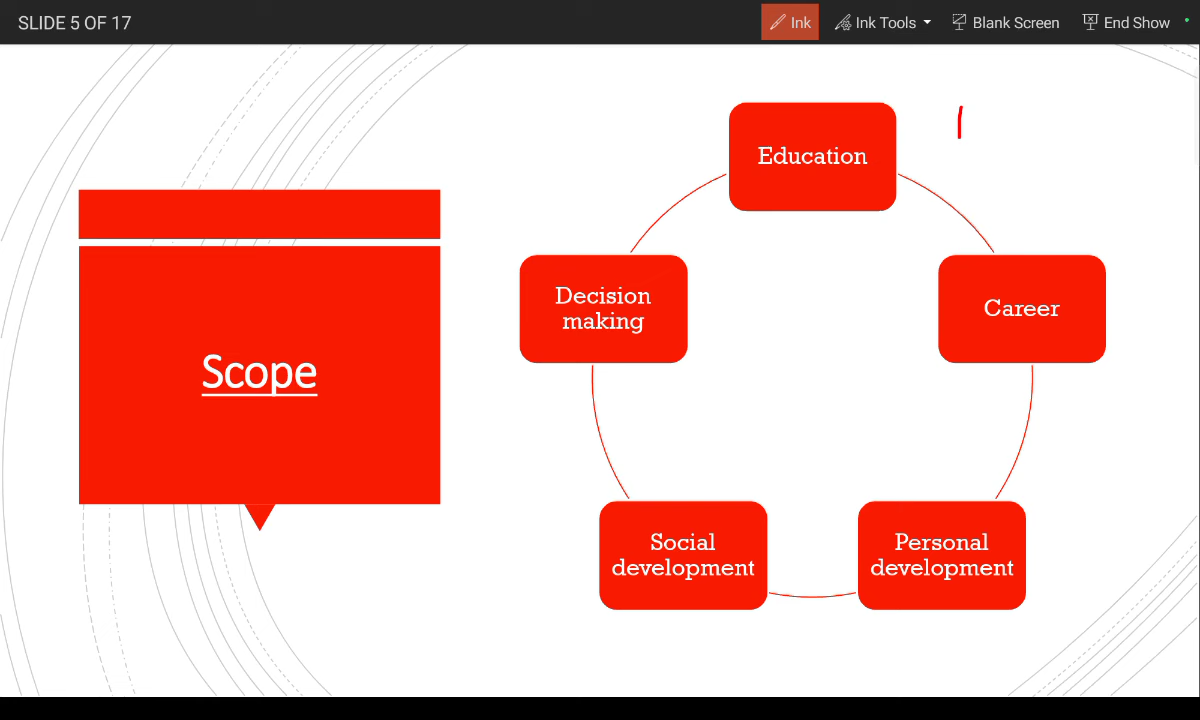 SLIDE 5 OF 17
Ink
Ink Tools
Blank Screen
End Show
Scope
Education
Career
Personal
development
Social
development
Decision
making